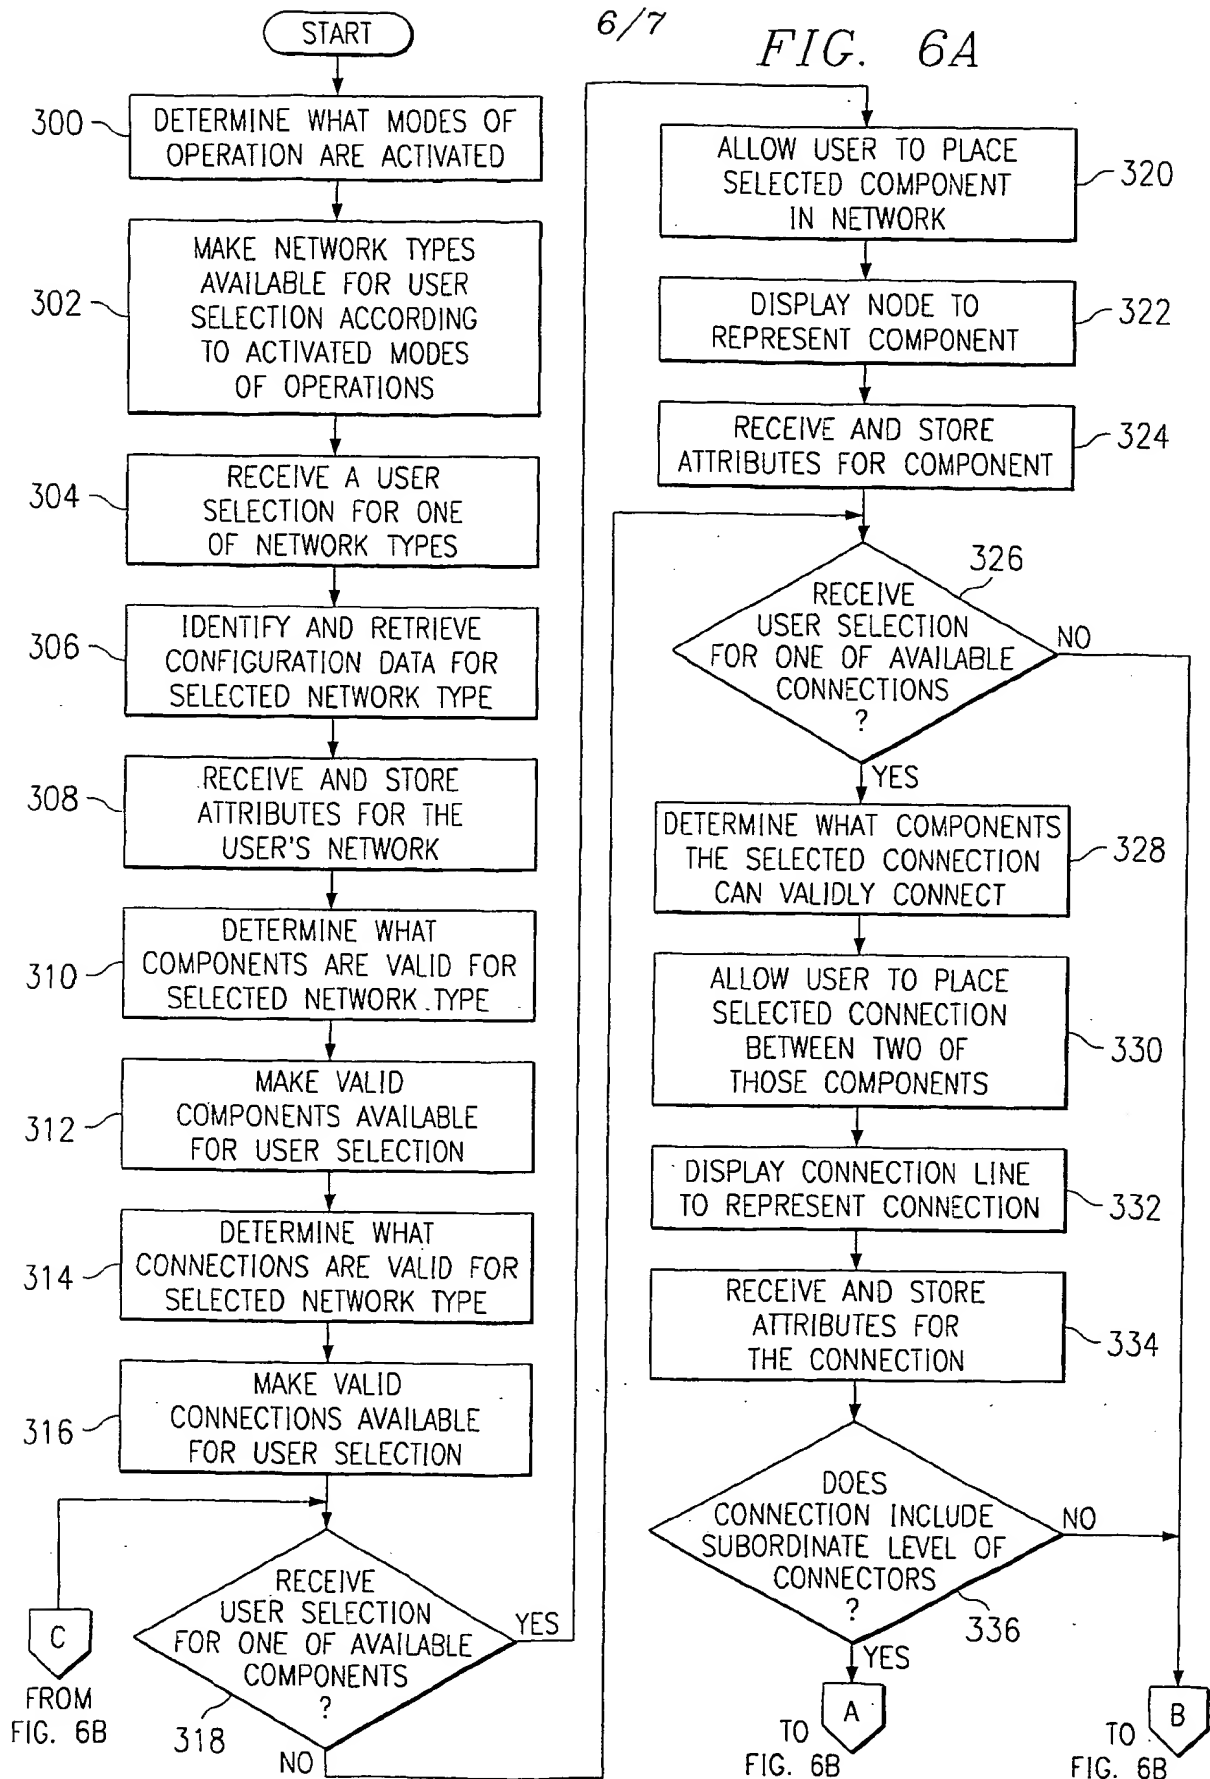 6/7
FIG. 6A
START
300
DETERMINE WHAT MODES OF
OPERATION ARE ACTIVATED
302
MAKE NETWORK TYPES
AVAILABLE FOR USER
SELECTION ACCORDING
TO ACTIVATED MODES
OF OPERATIONS
304
RECEIVE A USER
SELECTION FOR ONE
OF NETWORK TYPES
306
IDENTIFY AND RETRIEVE
CONFIGURATION DATA FOR
SELECTED NETWORK TYPE
308
RECEIVE AND STORE
ATTRIBUTES FOR THE
USER'S NETWORK
310
DETERMINE WHAT
COMPONENTS ARE VALID FOR
SELECTED NETWORK TYPE
312
MAKE VALID
COMPONENTS AVAILABLE
FOR USER SELECTION
314
DETERMINE WHAT
CONNECTIONS ARE VALID FOR
SELECTED NETWORK TYPE
316
MAKE VALID
CONNECTIONS AVAILABLE
FOR USER SELECTION
C
FROM
FIG. 6B
RECEIVE
USER SELECTION
FOR ONE OF AVAILABLE
COMPONENTS
?
318
YES
NO
ALLOW USER TO PLACE
SELECTED COMPONENT
IN NETWORK
320
DISPLAY NODE TO
REPRESENT COMPONENT
322
RECEIVE AND STORE
ATTRIBUTES FOR COMPONENT
324
326
RECEIVE
USER SELECTION
FOR ONE OF AVAILABLE
CONNECTIONS
?
NO
YES
DETERMINE WHAT COMPONENTS
THE SELECTED CONNECTION
CAN VALIDLY CONNECT
328
ALLOW USER TO PLACE
SELECTED CONNECTION
BETWEEN TWO OF
THOSE COMPONENTS
330
DISPLAY CONNECTION LINE
TO REPRESENT CONNECTION
332
RECEIVE AND STORE
ATTRIBUTES FOR
THE CONNECTION
334
DOES
CONNECTION INCLUDE
SUBORDINATE LEVEL OF
CONNECTORS
?
336
NO
YES
A
TO
FIG. 6B
B
TO
FIG. 6B